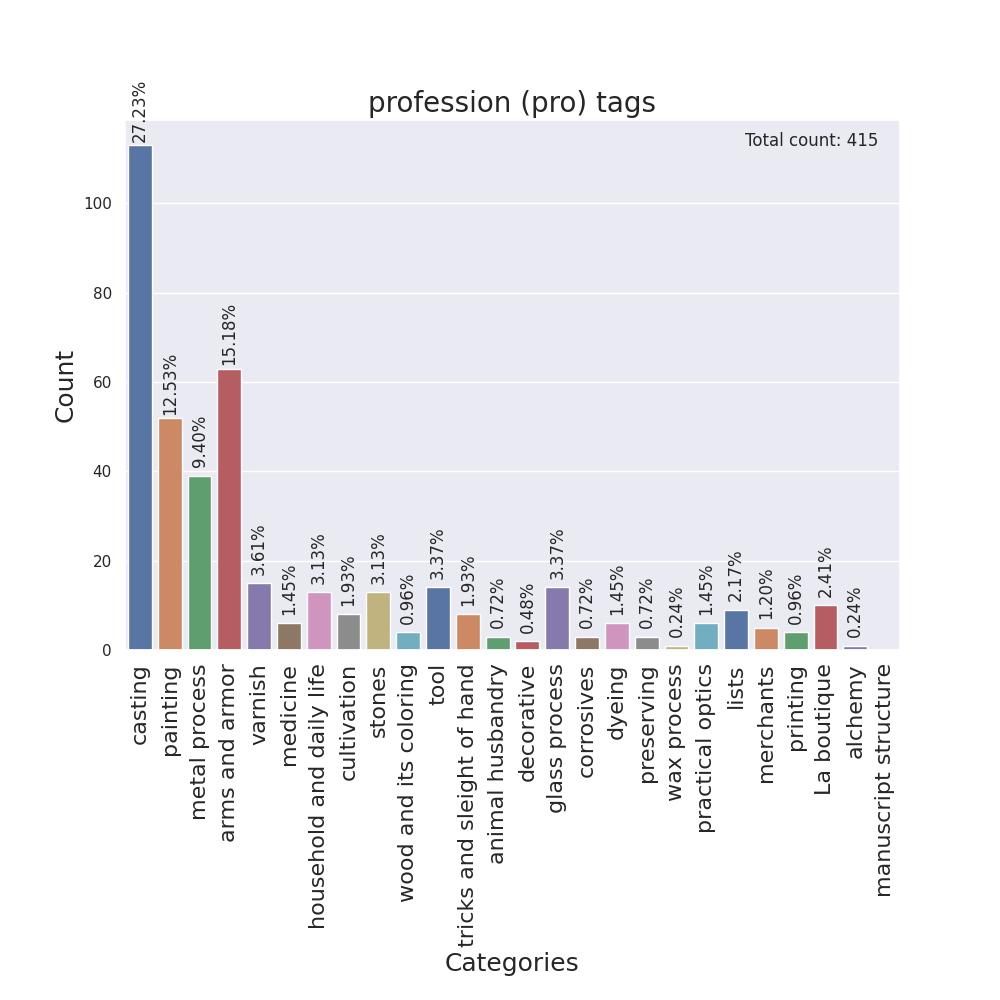 profession (pro) tags
Total count: 415
Count
100
80
60
40
20
0
27.23%
12.53%
9.40%
15.18%
3.61%
1.45%
3.13%
1.93%
3.13%
0.96%
3.37%
1.93%
0.72%
0.48%
3.37%
0.72%
1.45%
0.72%
0.24%
1.45%
2.17%
1.20%
0.96%
2.41%
0.24%
casting
painting
metal process
arms and armor
varnish
medicine
household and daily life
cultivation
stones
wood and its coloring
tool
tricks and sleight of hand
animal husbandry
decorative
glass process
corrosives
dyeing
preserving
wax process
practical optics
lists
merchants
printing
La boutique
alchemy
manuscript structure
Categories